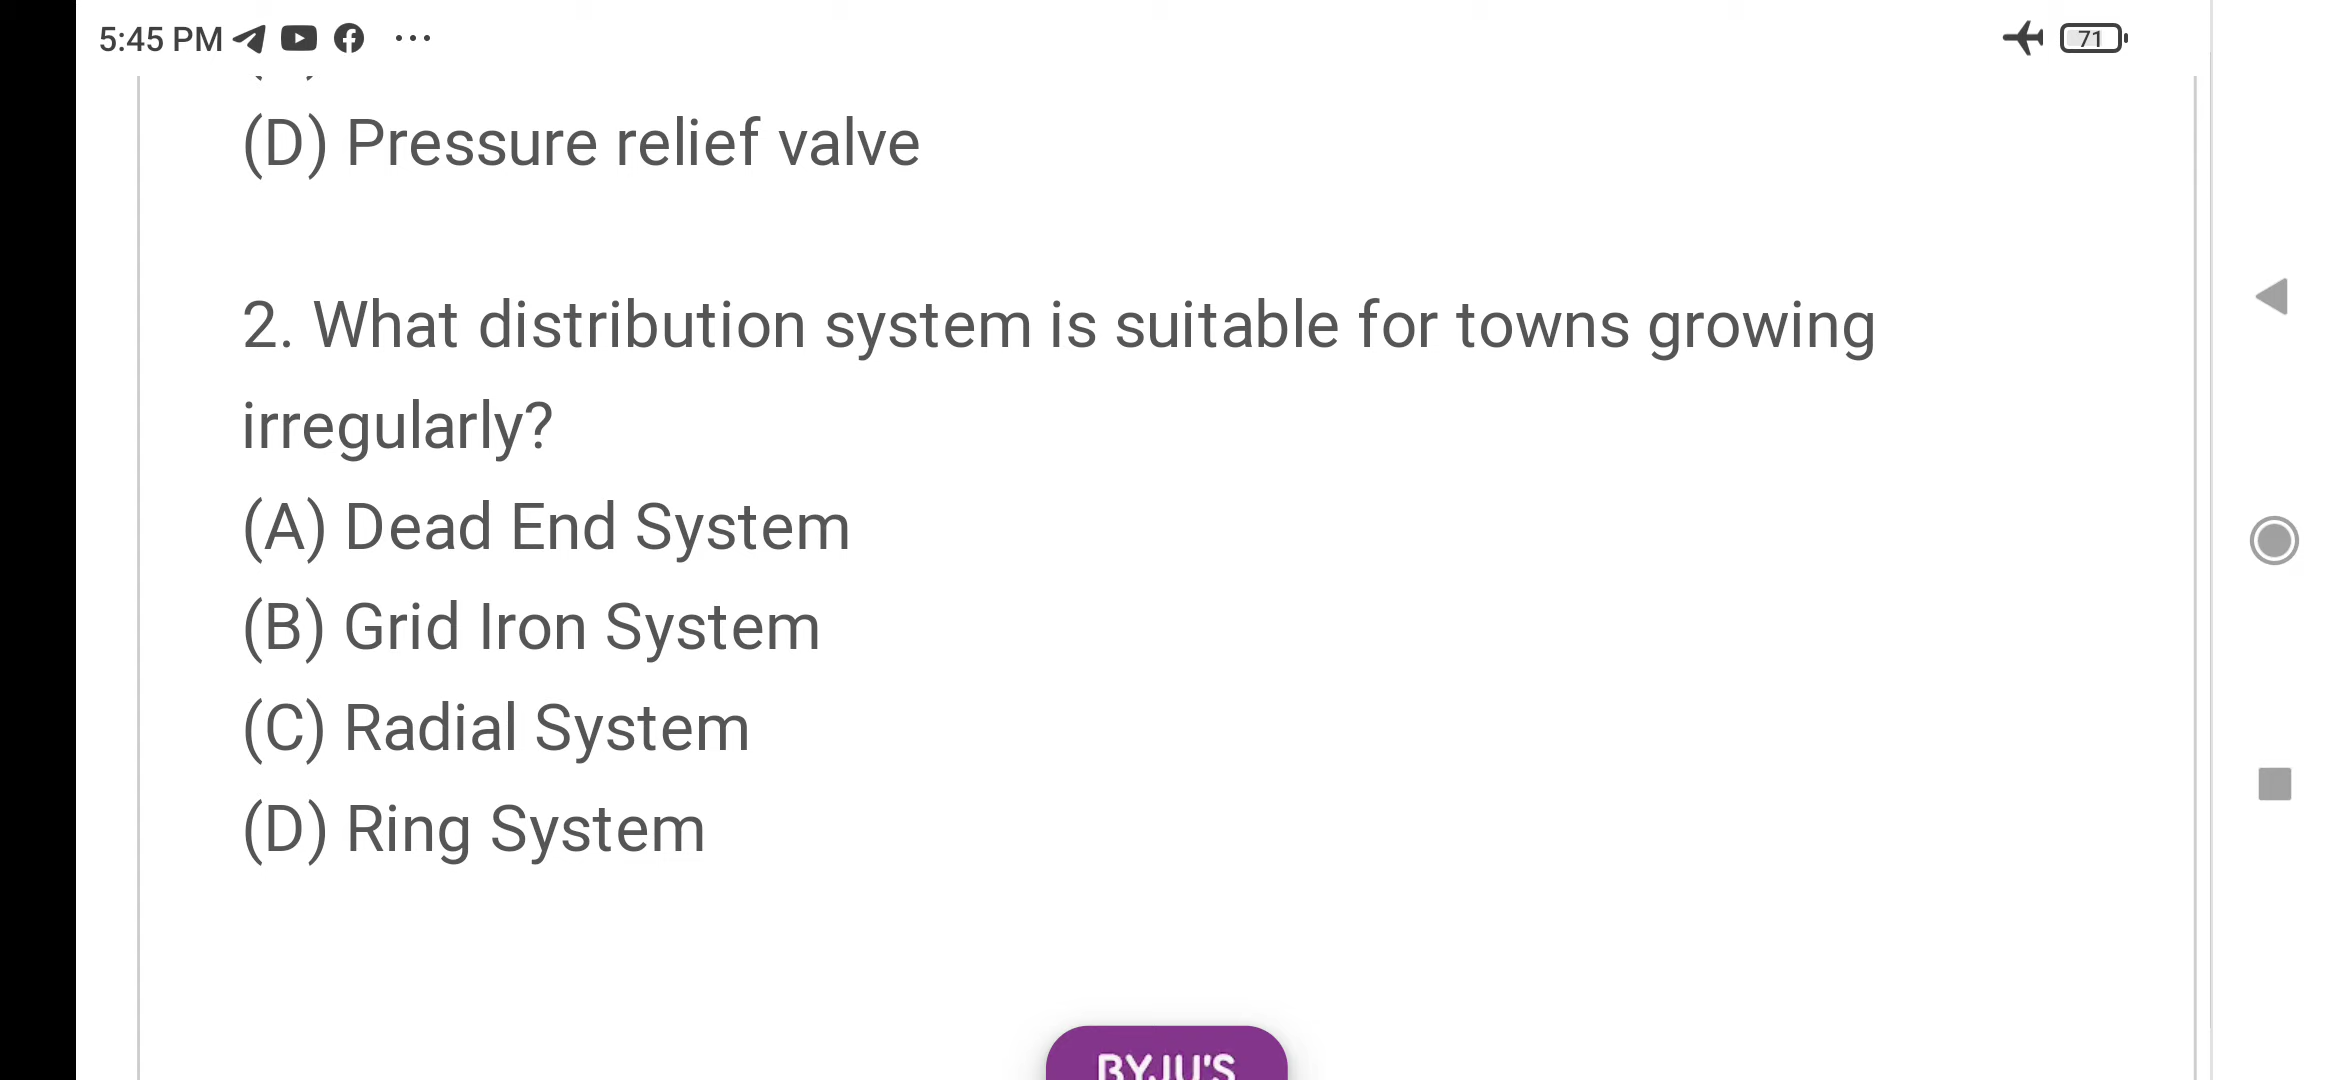 5:45 PM
71
(D) Pressure relief valve
2. What distribution system is suitable for towns growing
irregularly?
(A) Dead End System
(B) Grid Iron System
(C) Radial System
(D) Ring System
BYJU'S